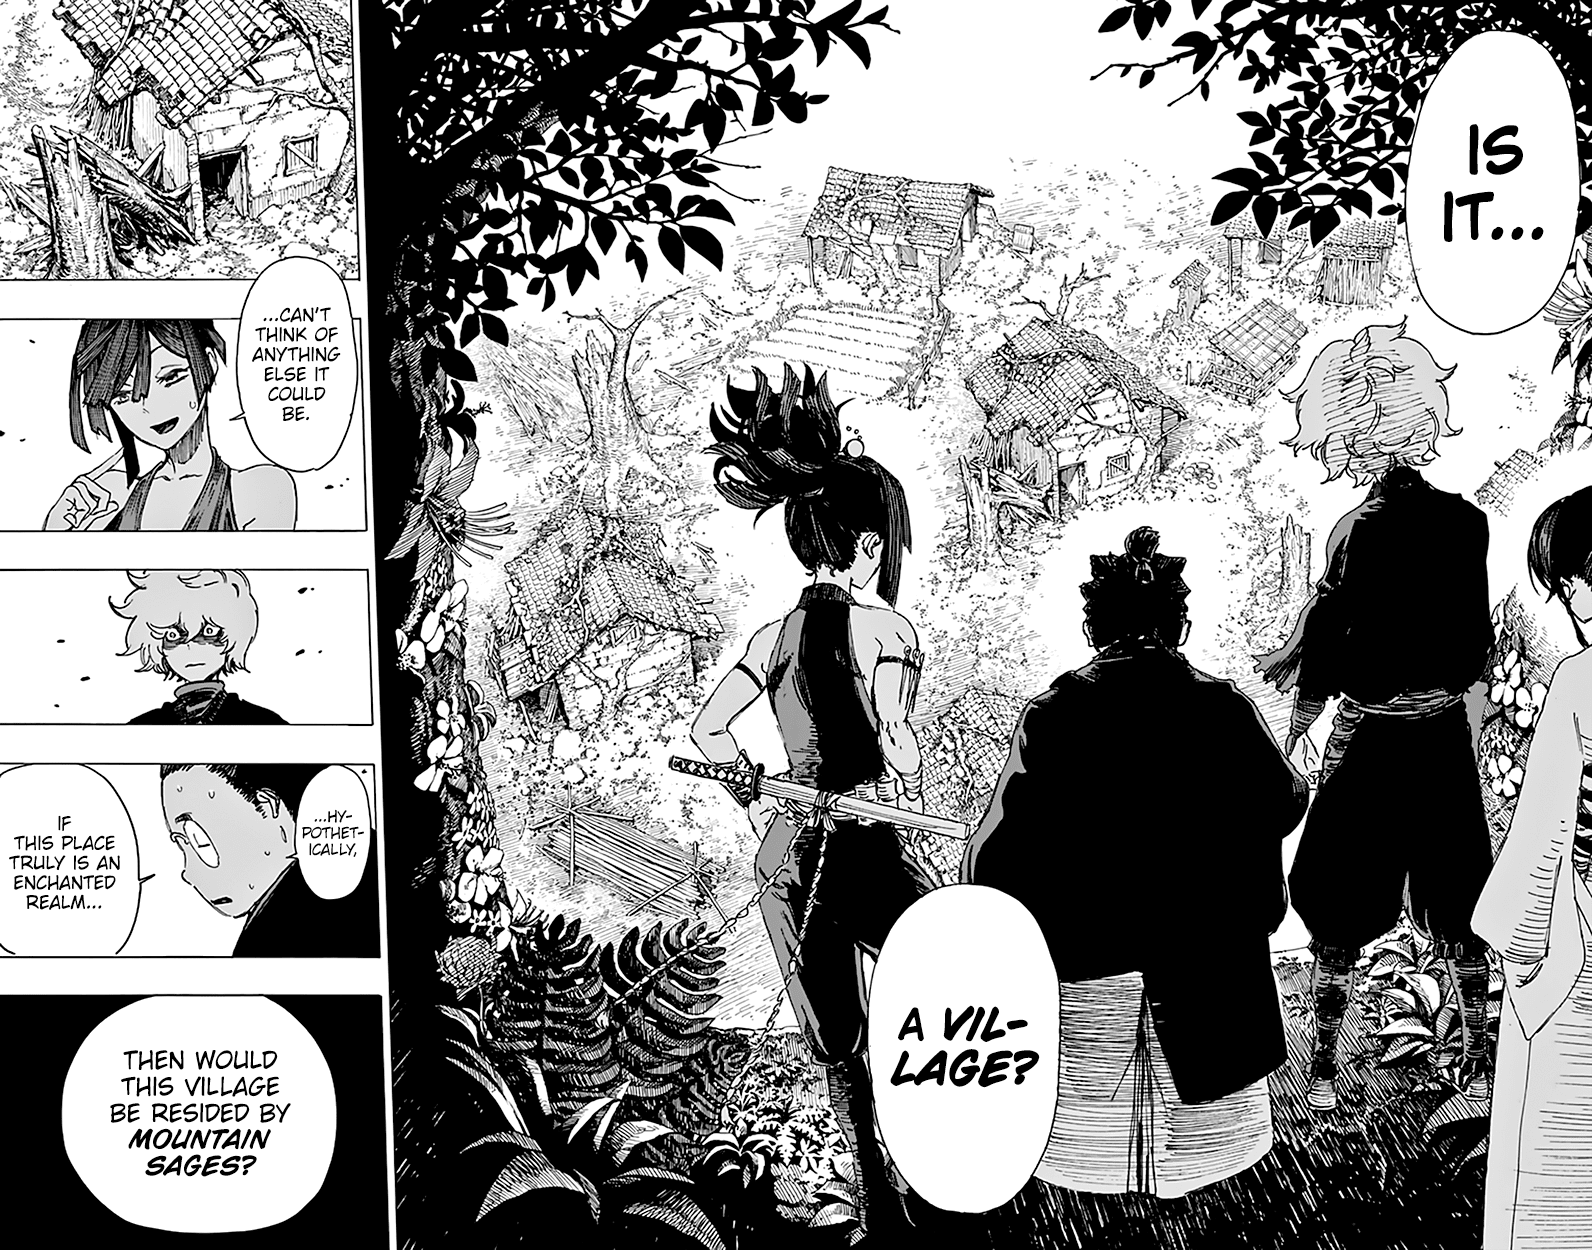 IS
IT...
A VIL-
LAGE?
...CAN'T
THINK OF
ANYTHING
ELSE IT
COULD
BE.
...HY-
POTHET-
ICALLY,
IF
THIS PLACE
TRULY IS AN
ENCHANTED
REALM...
THEN WOULD
THIS VILLAGE
BE RESIDED BY
MOUNTAIN
SAGES?